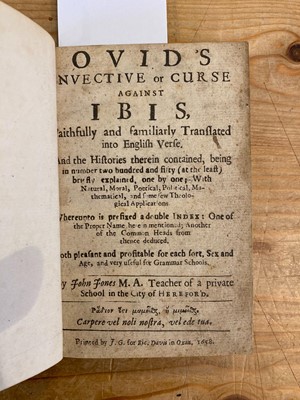 OVID'S
NVECTIVE or CURSE
AGAINST
IBIS,
aithfully and familiarly Translated
into English Verse.
And the Histories therein contained, being
in number two hundred and fifty (at the least)
briefly explained, one by one; With
Natural, Moral, Poetical, Political, Ma-
thematical, and some few Theolo-
gical Applications.
Whereunto is prefixed a double INDEX: One of
the Proper Names herein mentioned; Another
of the Common Heads from
thence deduced.
oth pleasant and profitable for each sort, Sex and
Age, and very useful for Grammar Schools.
y John Jones M. A. Teacher of a private
School in the City of HEREFORD.
Carpere vel noli nostra, vel ede tua.
Printed by J. G. for Ric. Davis in Oxon. 1658.